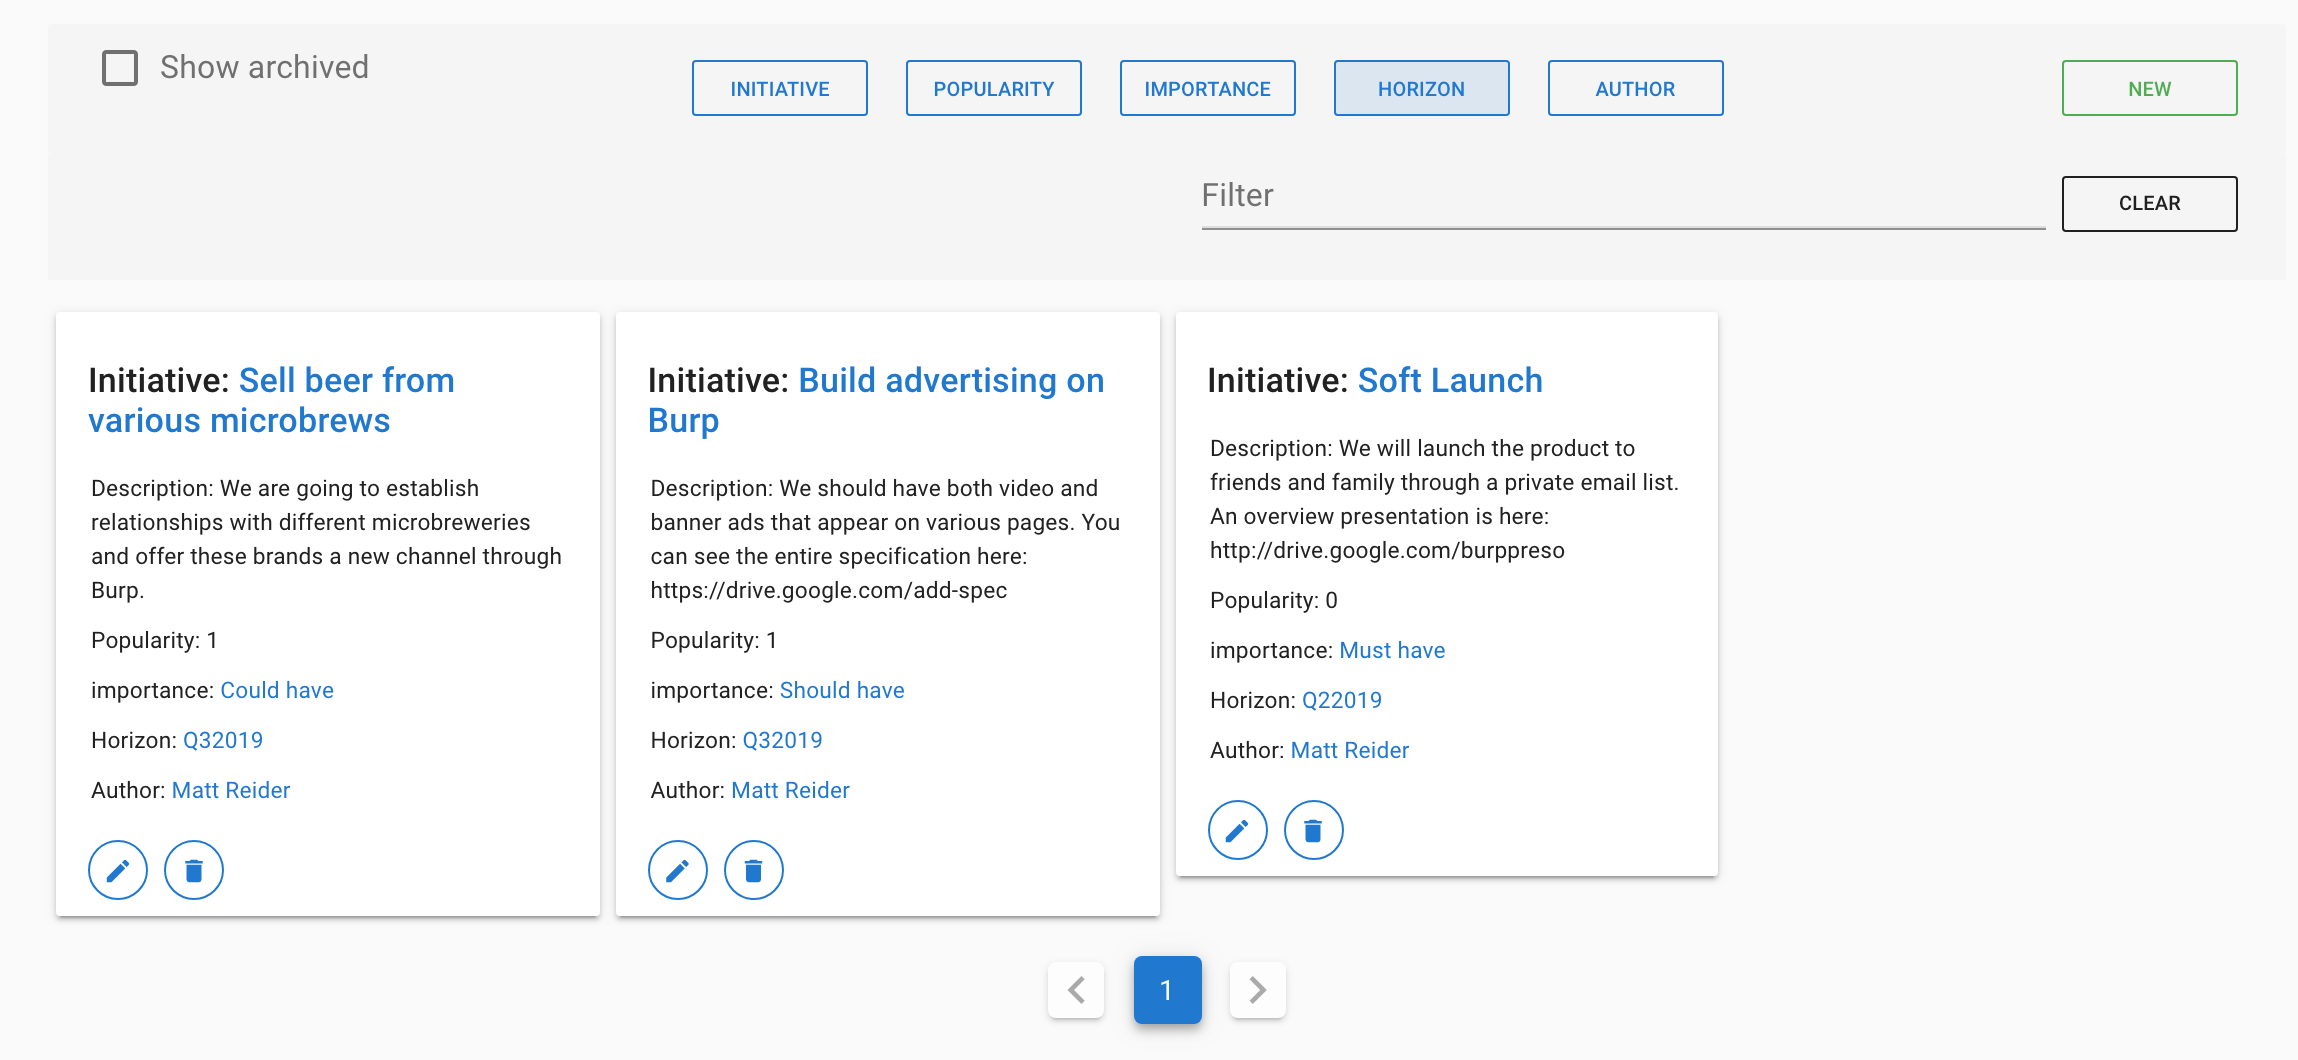 Show archived
INITIATIVE
POPULARITY
IMPORTANCE
HORIZON
AUTHOR
NEW
Filter
CLEAR
Initiative: Sell beer from
various microbrews
Description: We are going to establish
relationships with different microbreweries
and offer these brands a new channel through
Burp.
Popularity: 1
importance: Could have
Horizon: Q32019
Author: Matt Reider
Initiative: Build advertising on
Burp
Description: We should have both video and
banner ads that appear on various pages. You
can see the entire specification here:
https://drive.google.com/add-spec
Popularity: 1
importance: Should have
Horizon: Q32019
Author: Matt Reider
Initiative: Soft Launch
Description: We will launch the product to
friends and family through a private email list.
An overview presentation is here:
http://drive.google.com/burppreso
Popularity: 0
importance: Must have
Horizon: Q22019
Author: Matt Reider
1